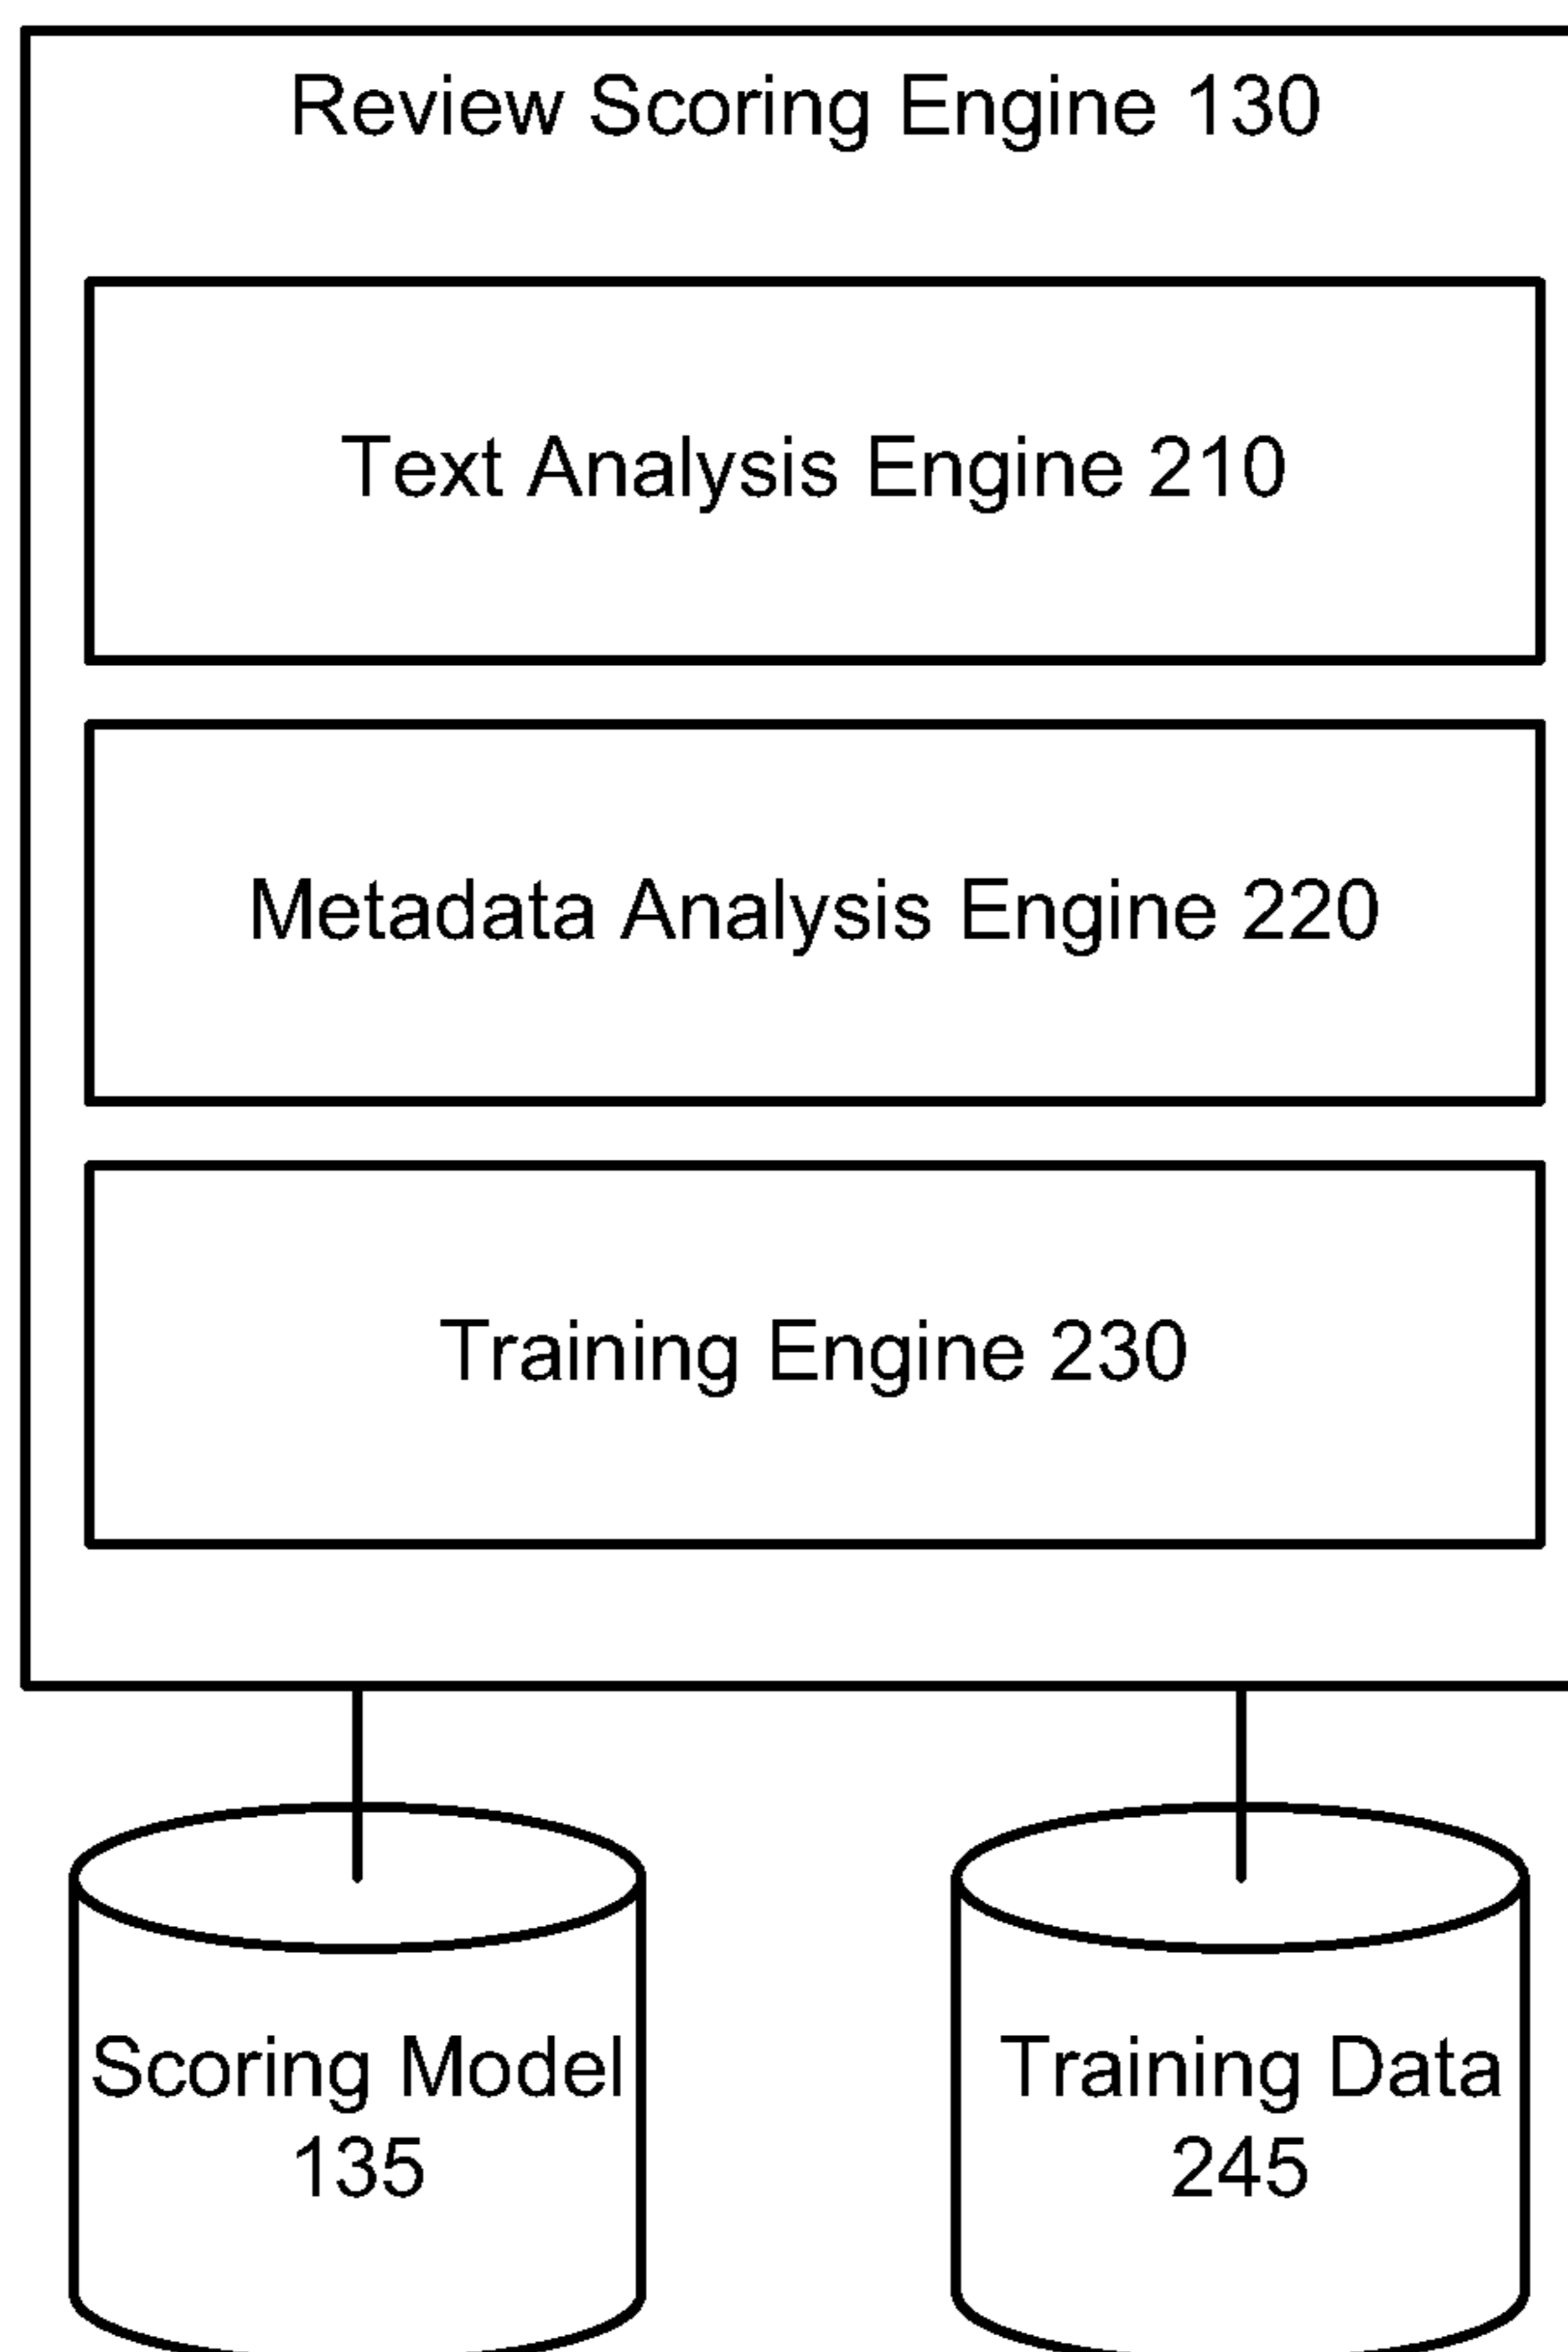 Review Scoring Engine 130
Text Analysis Engine 210
Metadata Analysis Engine 220
Training Engine 230
Scoring Model
135
Training Data
245